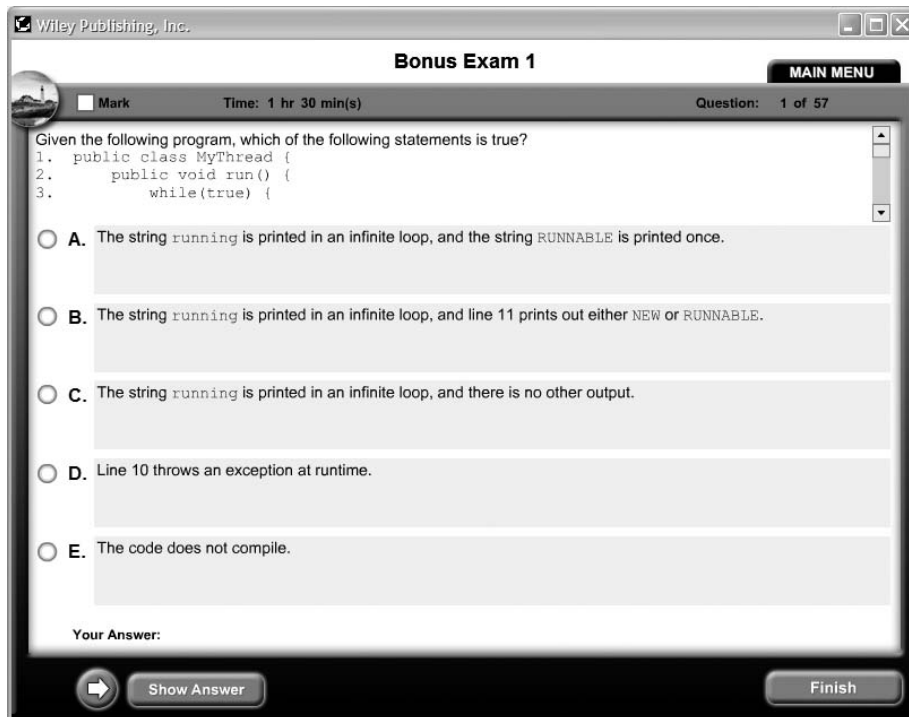 Wiley Publishing, Inc.
Bonus Exam 1
MAIN MENU
Mark Time: 1 hr 30 min(s) Question: 1 of 57
Given the following program, which of the following statements is true?
1. public class MyThread {
2. public void run() {
3. while(true) {
A. The string running is printed in an infinite loop, and the string RUNNABLE is printed once.
B. The string running is printed in an infinite loop, and line 11 prints out either NEW or RUNNABLE.
C. The string running is printed in an infinite loop, and there is no other output.
D. Line 10 throws an exception at runtime.
E. The code does not compile.
Your Answer:
Show Answer Finish